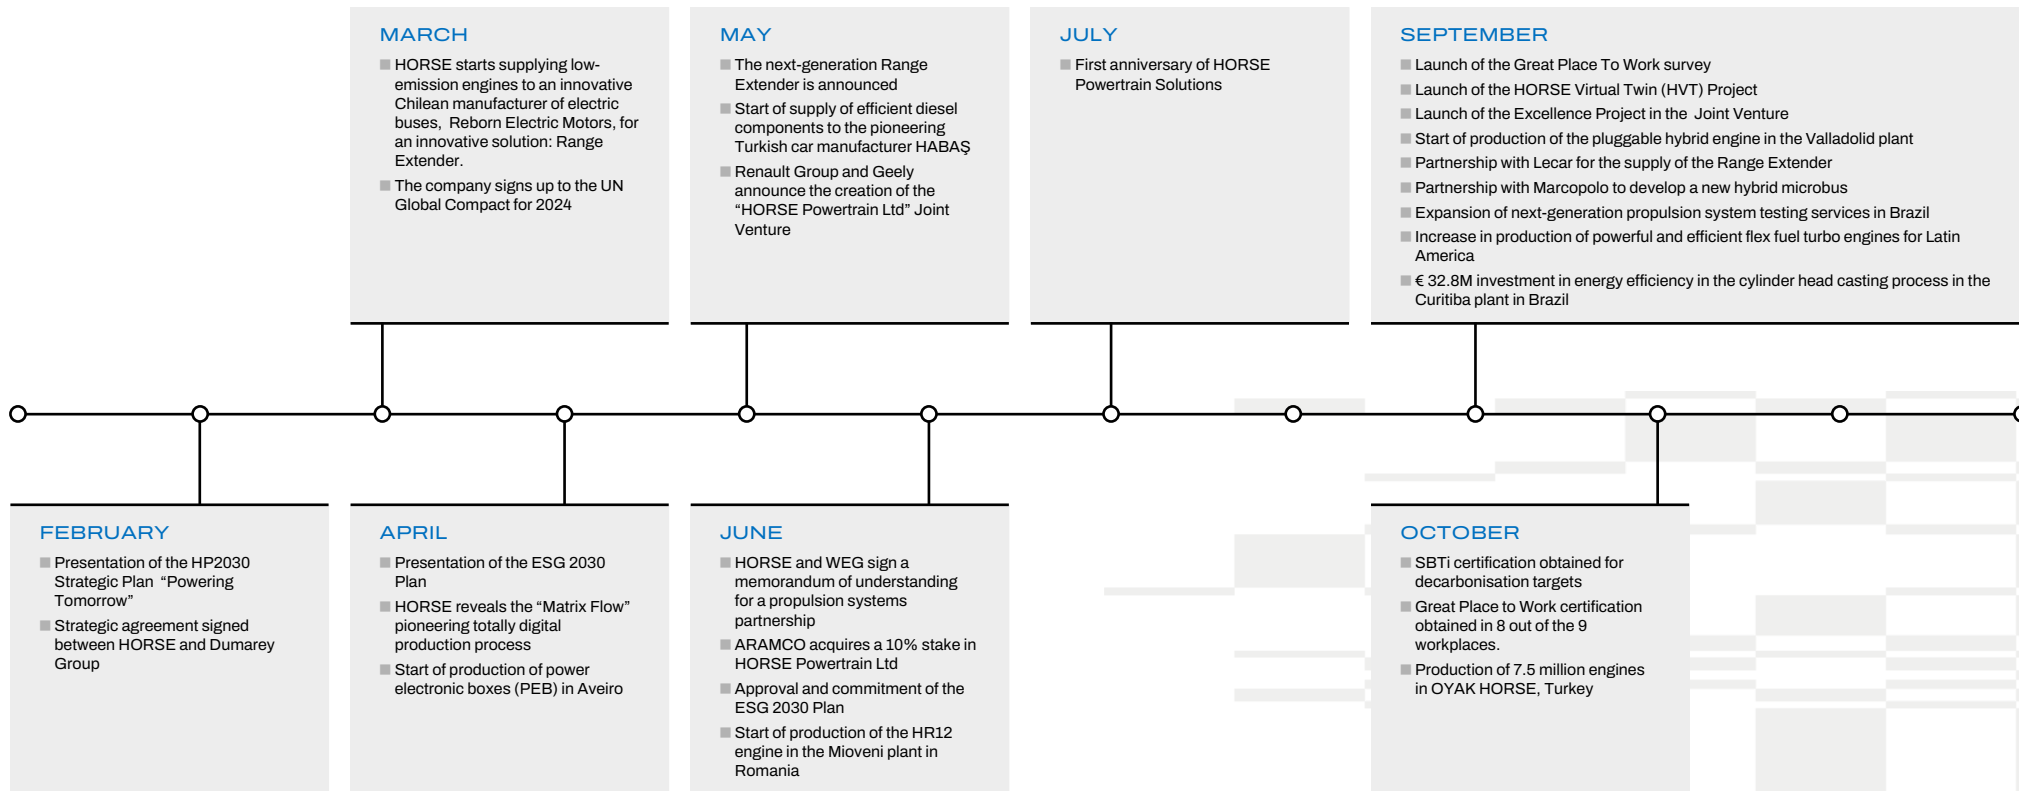 MARCH
HORSE starts supplying low-
emission engines to an innovative
Chilean manufacturer of electric
buses, Reborn Electric Motors, for
an innovative solution: Range
Extender.
The company signs up to the UN
Global Compact for 2024
MAY
The next-generation Range
Extender is announced
Start of supply of efficient diesel
components to the pioneering
Turkish car manufacturer HABAŞ
Renault Group and Geely
announce the creation of the
“HORSE Powertrain Ltd” Joint
Venture
JULY
First anniversary of HORSE
Powertrain Solutions
SEPTEMBER
Launch of the Great Place To Work survey
Launch of the HORSE Virtual Twin (HVT) Project
Launch of the Excellence Project in the Joint Venture
Start of production of the pluggable hybrid engine in the Valladolid plant
Partnership with Lecar for the supply of the Range Extender
Partnership with Marcopolo to develop a new hybrid microbus
Expansion of next-generation propulsion system testing services in Brazil
Increase in production of powerful and efficient flex fuel turbo engines for Latin
America
€ 32.8M investment in energy efficiency in the cylinder head casting process in the
Curitiba plant in Brazil
FEBRUARY
Presentation of the HP2030
Strategic Plan “Powering
Tomorrow”
Strategic agreement signed
between HORSE and Dumarey
Group
APRIL
Presentation of the ESG 2030
Plan
HORSE reveals the “Matrix Flow”
pioneering totally digital
production process
Start of production of power
electronic boxes (PEB) in Aveiro
JUNE
HORSE and WEG sign a
memorandum of understanding
for a propulsion systems
partnership
ARAMCO acquires a 10% stake in
HORSE Powertrain Ltd
Approval and commitment of the
ESG 2030 Plan
Start of production of the HR12
engine in the Mioveni plant in
Romania
OCTOBER
SBTi certification obtained for
decarbonisation targets
Great Place to Work certification
obtained in 8 out of the 9
workplaces.
Production of 7.5 million engines
in OYAK HORSE, Turkey